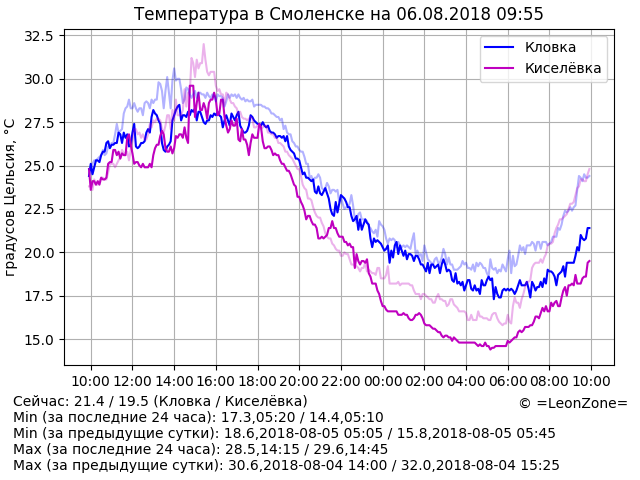 Температура в Смоленске на 06.08.2018 09:55
градусов Цельсия, °C
32.5
30.0
27.5
25.0
22.5
20.0
17.5
15.0
Кловка
Киселёвка
10:00 12:00 14:00 16:00 18:00 20:00 22:00 00:00 02:00 04:00 06:00 08:00 10:00
Сейчас: 21.4 / 19.5 (Кловка / Киселёвка)
© =LeonZone=
Min (за последние 24 часа): 17.3,05:20 / 14.4,05:10
Min (за предыдущие сутки): 18.6,2018-08-05 05:05 / 15.8,2018-08-05 05:45
Max (за последние 24 часа): 28.5,14:15 / 29.6,14:45
Max (за предыдущие сутки): 30.6,2018-08-04 14:00 / 32.0,2018-08-04 15:25